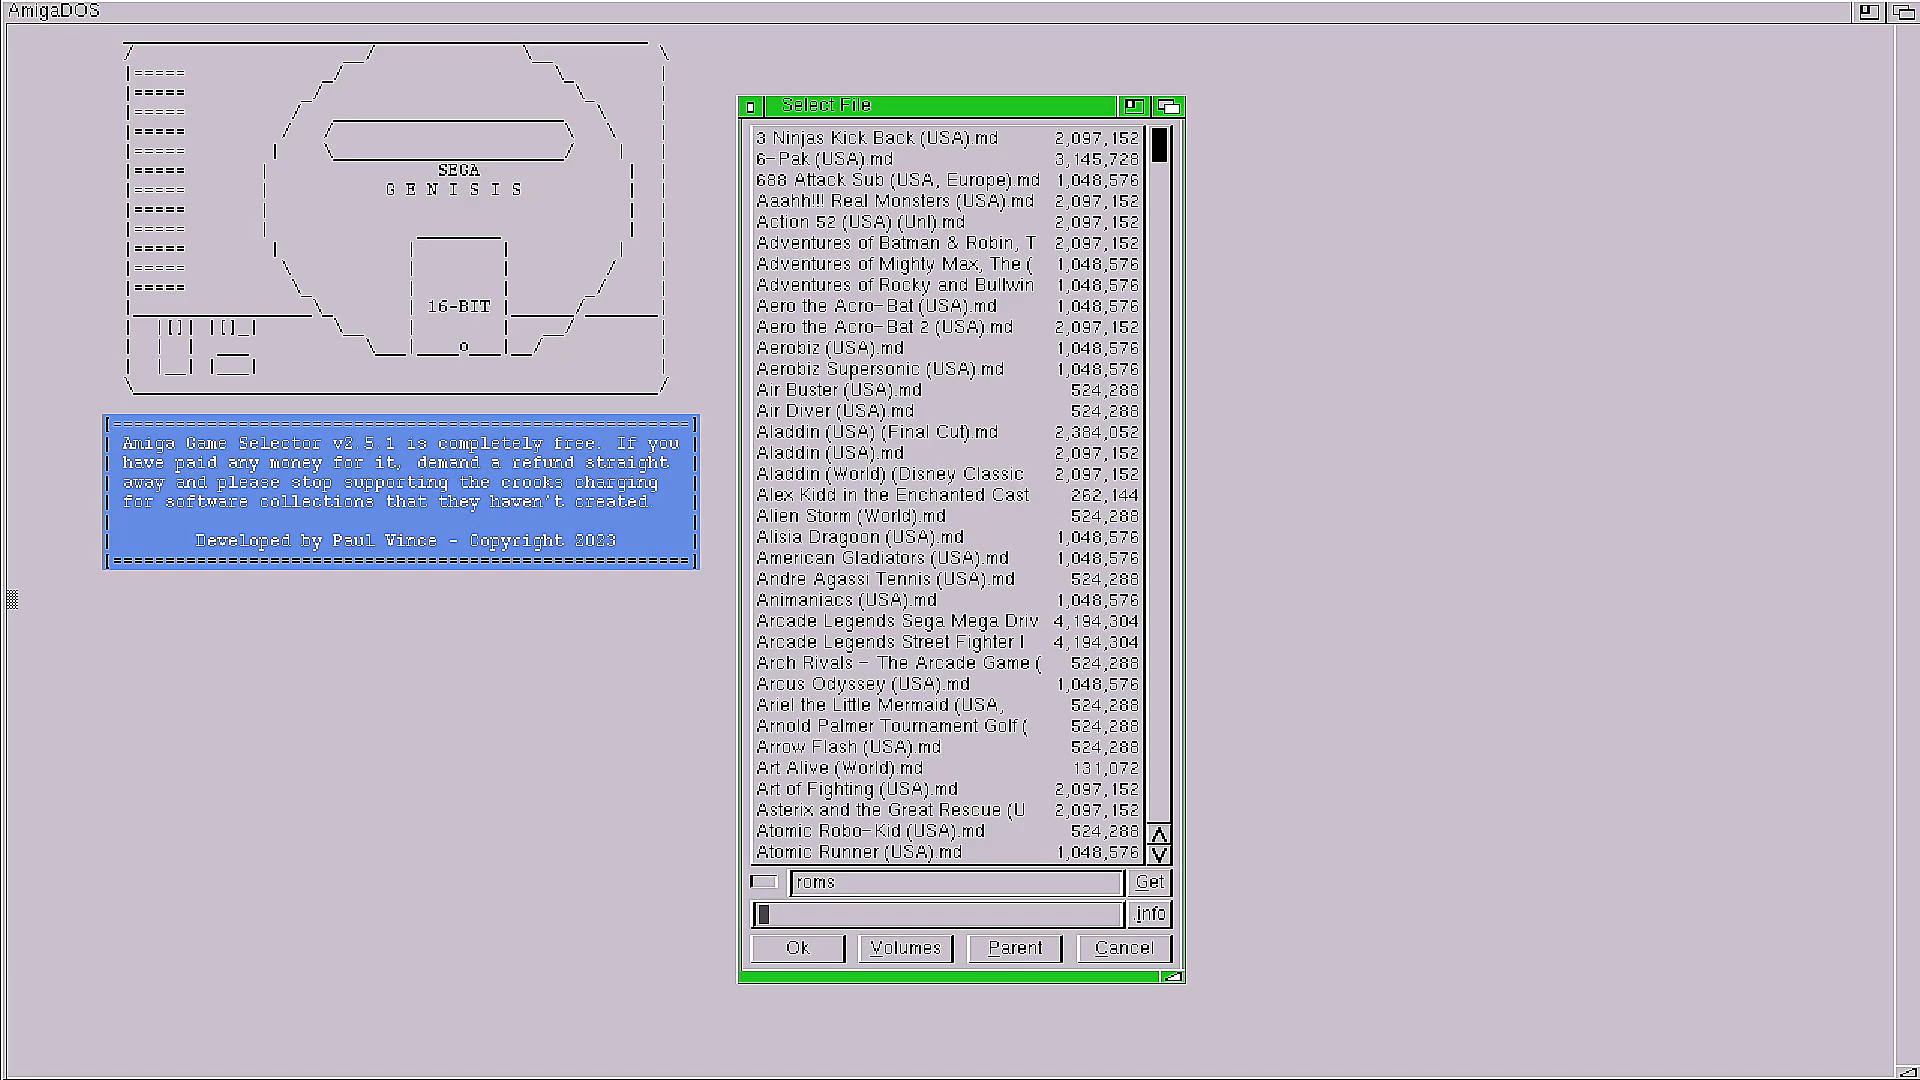 AmigaDOS
=====
=====
=====
=====
=====
=====
=====
=====
=====
=====
=====
=====
SEGA
G E N I S I S
16-BIT
Amiga Game Selector v2.5.1 is completely free. If you
have paid any money for it, demand a refund straight
away and please stop supporting the crooks charging
for software collections that they haven't created.
Developed by Paul Vince - Copyright 2023
Select File
3 Ninjas Kick Back (USA).md 2,097,152
6-Pak (USA).md 3,145,728
688 Attack Sub (USA, Europe).md 1,048,576
Aaahh!!! Real Monsters (USA).md 2,097,152
Action 52 (USA) (Unl).md 2,097,152
Adventures of Batman & Robin, T 2,097,152
Adventures of Mighty Max, The ( 1,048,576
Adventures of Rocky and Bullwin 1,048,576
Aero the Acro-Bat (USA).md 1,048,576
Aero the Acro-Bat 2 (USA).md 2,097,152
Aerobiz (USA).md 1,048,576
Aerobiz Supersonic (USA).md 1,048,576
Air Buster (USA).md 524,288
Air Diver (USA).md 524,288
Aladdin (USA) (Final Cut).md 2,384,052
Aladdin (USA).md 2,097,152
Aladdin (World) (Disney Classic 2,097,152
Alex Kidd in the Enchanted Cast 262,144
Alien Storm (World).md 524,288
Alisia Dragoon (USA).md 1,048,576
American Gladiators (USA).md 1,048,576
Andre Agassi Tennis (USA).md 524,288
Animaniacs (USA).md 1,048,576
Arcade Legends Sega Mega Driv 4,194,304
Arcade Legends Street Fighter I 4,194,304
Arch Rivals - The Arcade Game ( 524,288
Arcus Odyssey (USA).md 1,048,576
Ariel the Little Mermaid (USA, 524,288
Arnold Palmer Tournament Golf ( 524,288
Arrow Flash (USA).md 524,288
Art Alive (World).md 131,072
Art of Fighting (USA).md 2,097,152
Asterix and the Great Rescue (U 2,097,152
Atomic Robo-Kid (USA).md 524,288
Atomic Runner (USA).md 1,048,576
roms Get
.info
Ok Volumes Parent Cancel